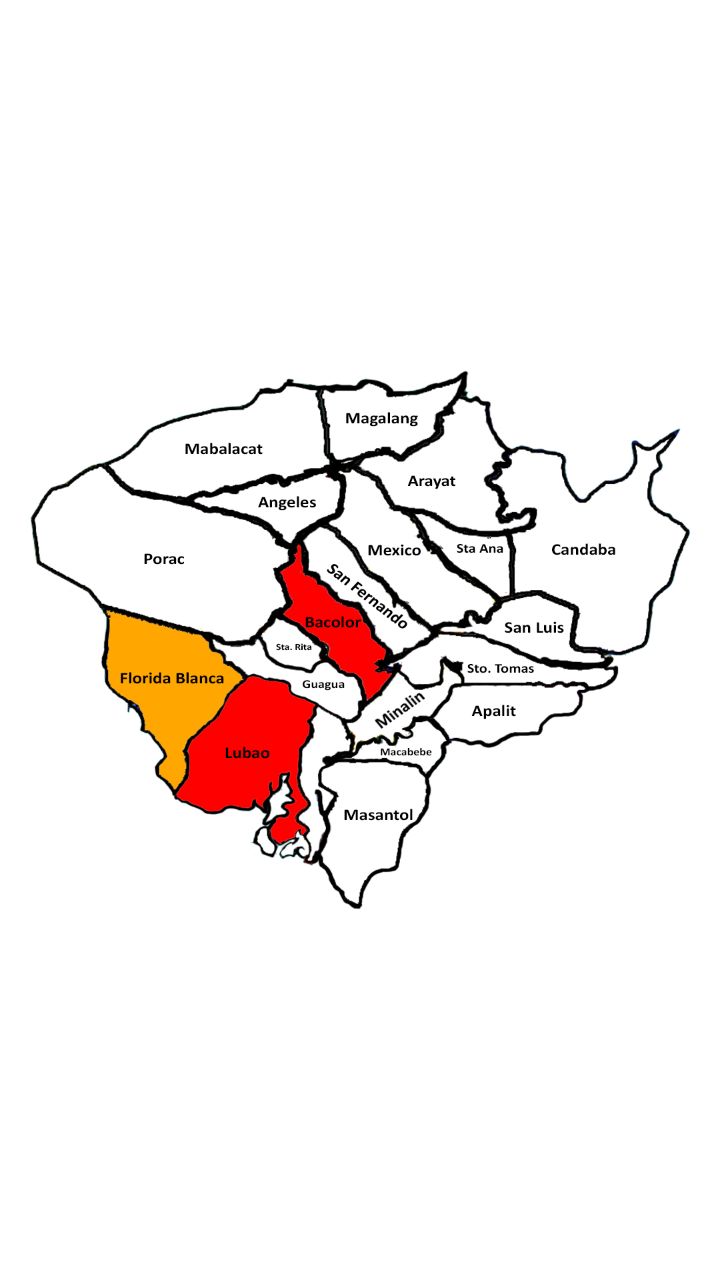 Magalang
Mabalacat
Arayat
Angeles
Sta Ana
Mexico
Candaba
Porac
San Fernando
Bacolor
San Luis
Sta. Rita
Sto. Tomas
Florida Blanca
Guagua
Minalin
Apalit
Lubao
Macabebe
Masantol